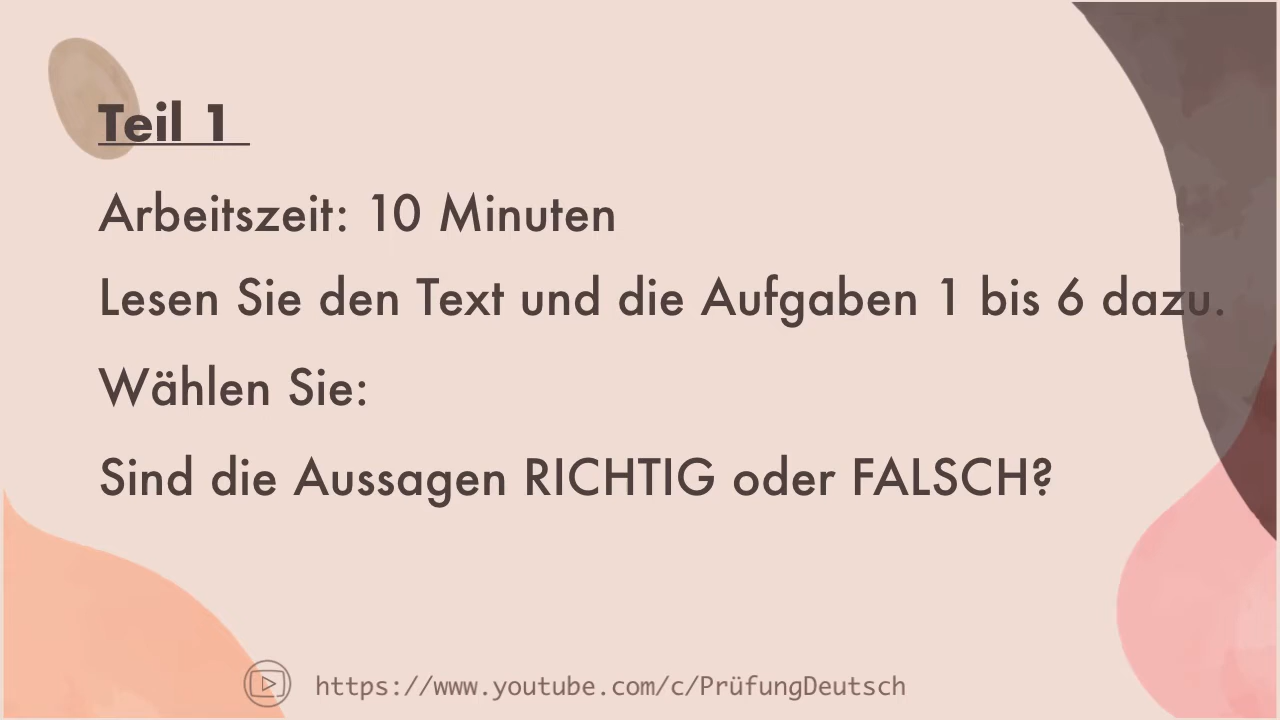 Teil 1
Arbeitszeit: 10 Minuten
Lesen Sie den Text und die Aufgaben 1 bis 6 dazu.
Wählen Sie:
Sind die Aussagen RICHTIG oder FALSCH?
https://www.youtube.com/c/PrüfungDeutsch